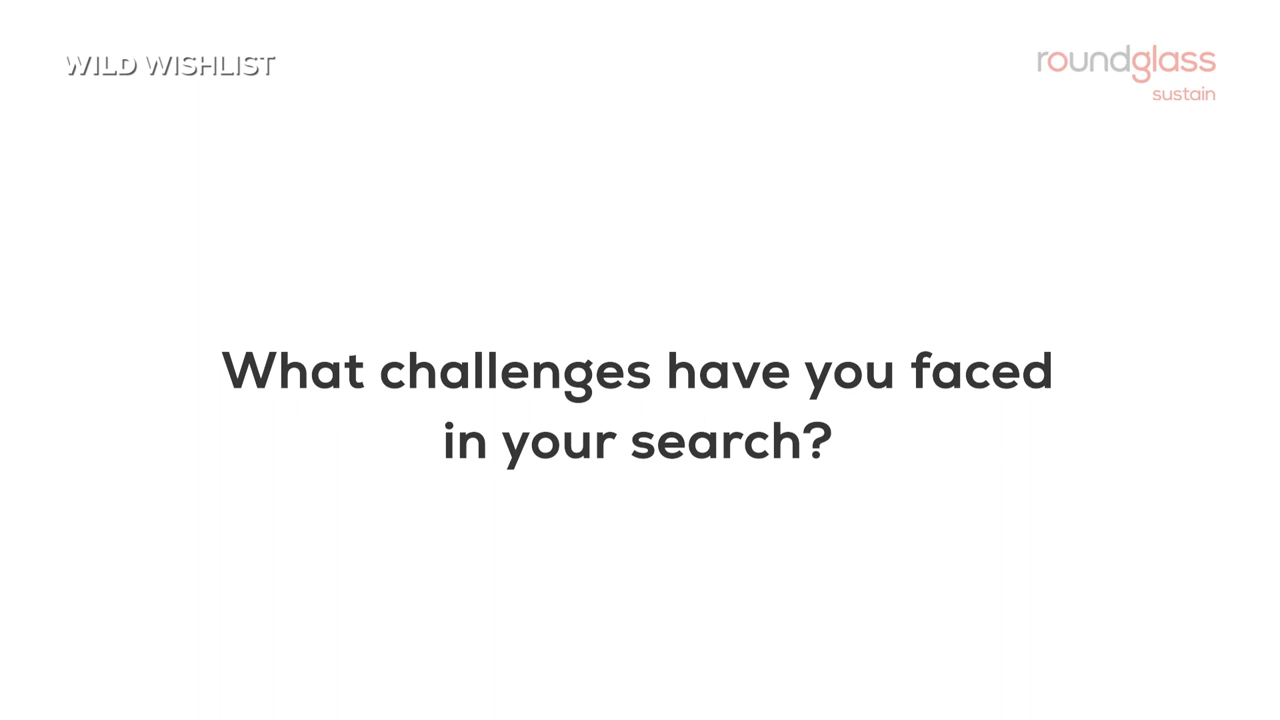 WILD WISHLIST
roundglass
sustain
What challenges have you faced
in your search?